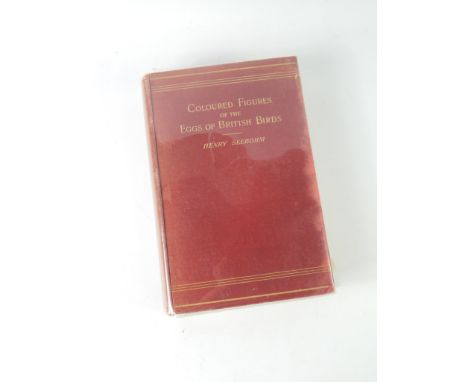 COLOURED FIGURES
OF THE
EGGS OF BRITISH BIRDS
HENRY SEEBOHM